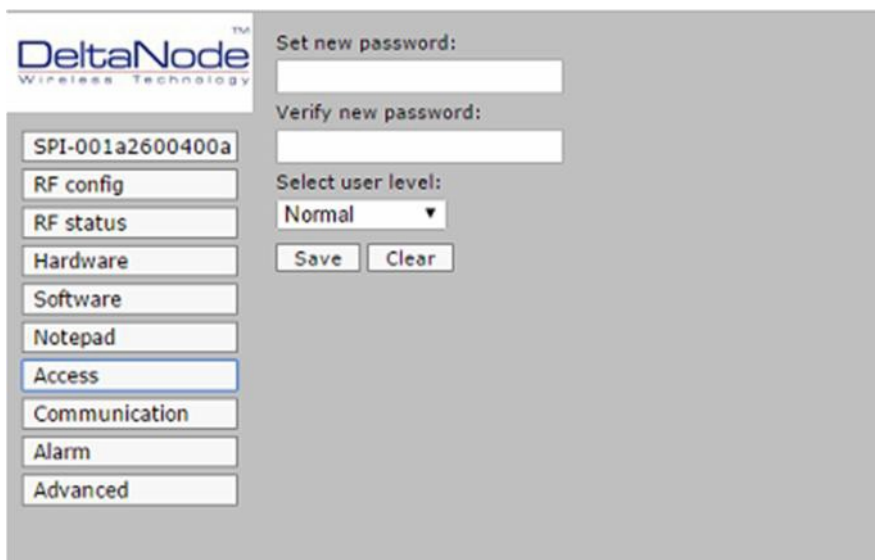 DeltaNode™
Wireless Technology
SPI-001a2600400a
RF config
RF status
Hardware
Software
Notepad
Access
Communication
Alarm
Advanced
Set new password:
Verify new password:
Select user level:
Normal
Save Clear